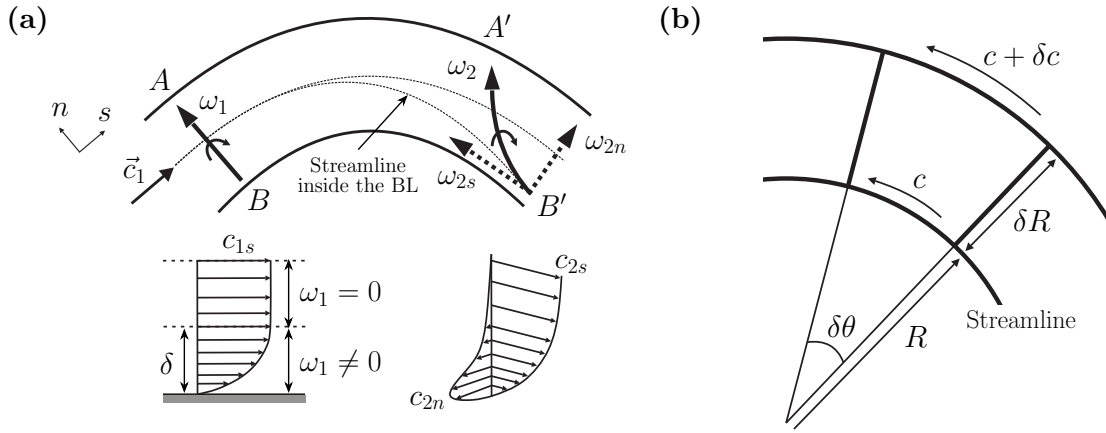 (a)
A′
A
ω₂
ω₁
n
s
ω₂ₙ
c⃗₁
Streamline
inside the BL
ω₂ₛ
B
B′
c₁ₛ
c₂ₛ
ω₁ = 0
δ
ω₁ ≠ 0
c₂ₙ
(b)
c + δc
c
δR
Streamline
δθ
R